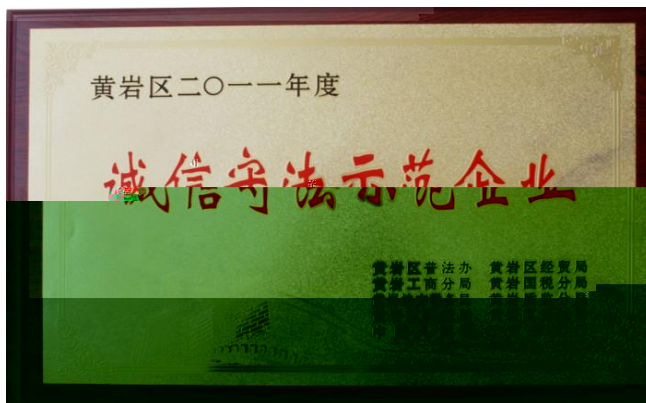 黄岩区二〇一一年度
诚信守法示范企业
黄岩区普法办 黄岩区经贸局
黄岩工商分局 黄岩国税分局